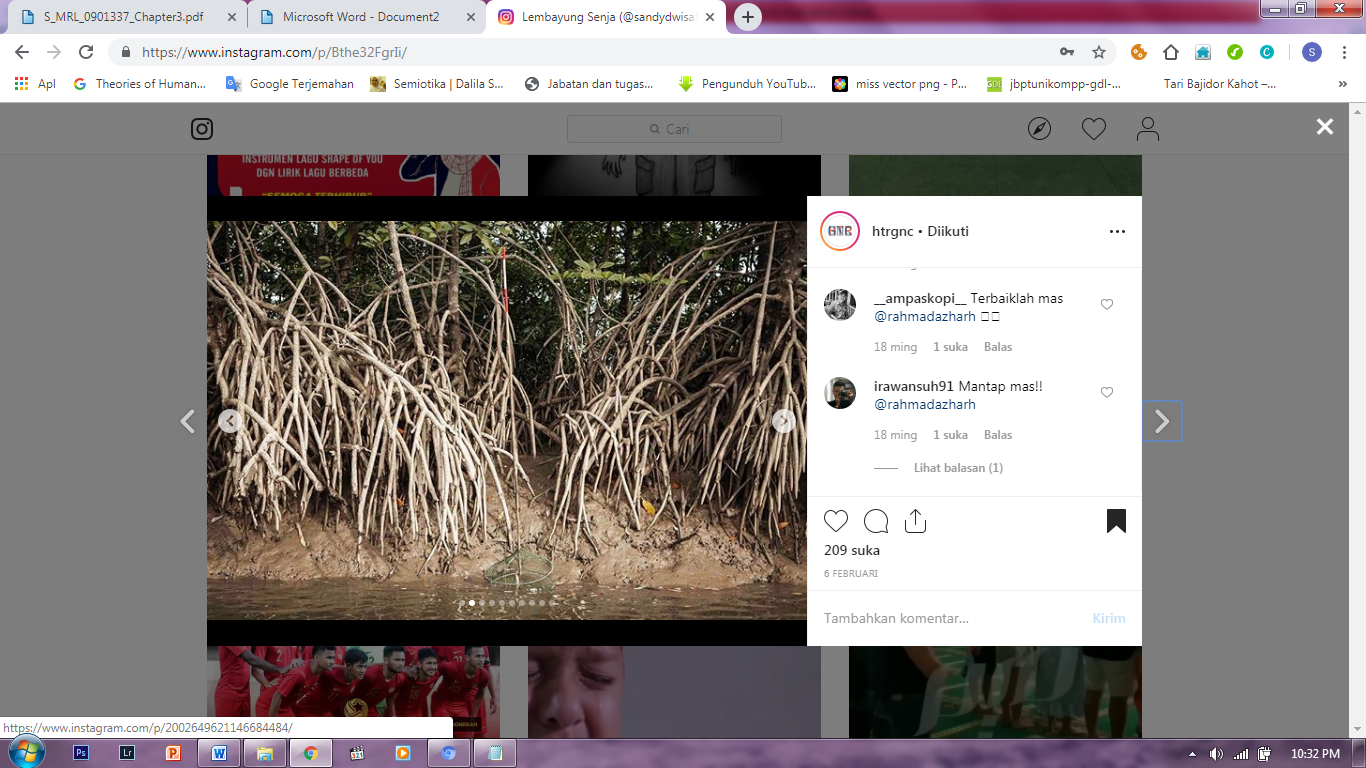 S_MRL_0901337_Chapter3.pdf
Microsoft Word - Document2
Lembayung Senja (@sandydwisa
https://www.instagram.com/p/Bthe32FgrIi/
S
Apl
Theories of Human...
Google Terjemahan
Semiotika | Dalila S...
Jabatan dan tugas...
Pengunduh YouTub...
miss vector png - P...
jbptunikompp-gdl-...
Tari Bajidor Kahot –...
»
Cari
INSTRUMEN LAGU SHAPE OF YOU
DGN LIRIK LAGU BERBEDA
"SEMOGA TERHIBUR"
htrgnc • Diikuti
__ampaskopi__ Terbaiklah mas
@rahmadazharh
18 ming 1 suka Balas
irawansuh91 Mantap mas!!
@rahmadazharh
18 ming 1 suka Balas
Lihat balasan (1)
209 suka
6 FEBRUARI
Tambahkan komentar...
Kirim
https://www.instagram.com/p/2002649621146684484/
Ps
Lr
P
W
10:32 PM